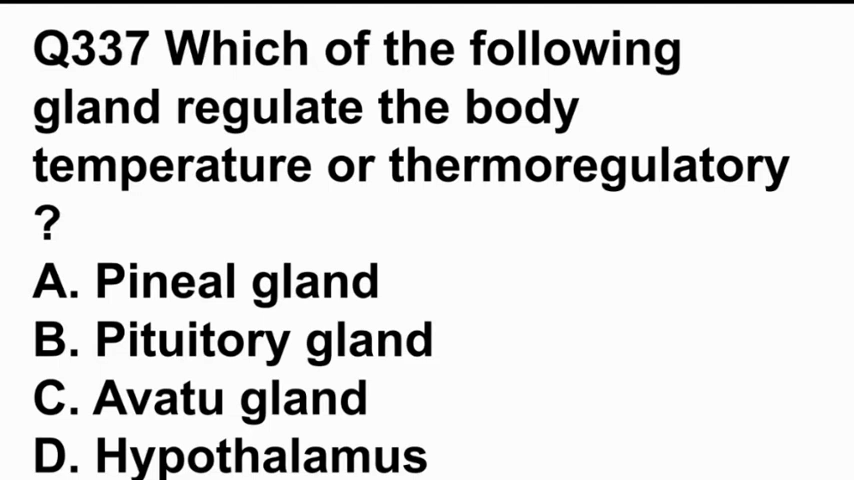 Q337 Which of the following
gland regulate the body
temperature or thermoregulatory
?
A. Pineal gland
B. Pituitory gland
C. Avatu gland
D. Hypothalamus